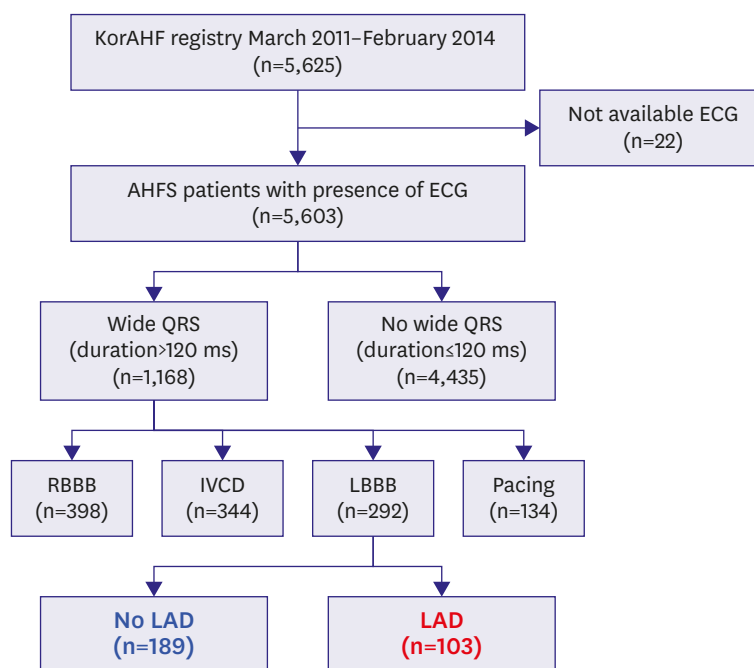 KorAHF registry March 2011–February 2014
(n=5,625)
Not available ECG
(n=22)
AHFS patients with presence of ECG
(n=5,603)
Wide QRS
(duration>120 ms)
(n=1,168)
No wide QRS
(duration≤120 ms)
(n=4,435)
RBBB
(n=398)
IVCD
(n=344)
LBBB
(n=292)
Pacing
(n=134)
No LAD
(n=189)
LAD
(n=103)